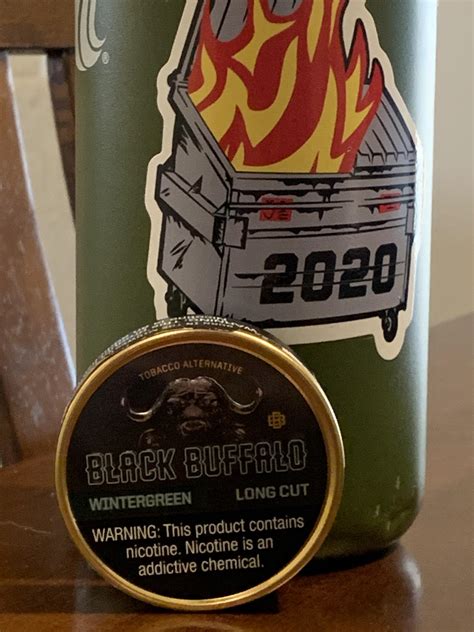 2020
TOBACCO ALTERNATIVE
BLACK BUFFALO
WINTERGREEN LONG CUT
WARNING: This product contains
nicotine. Nicotine is an
addictive chemical.